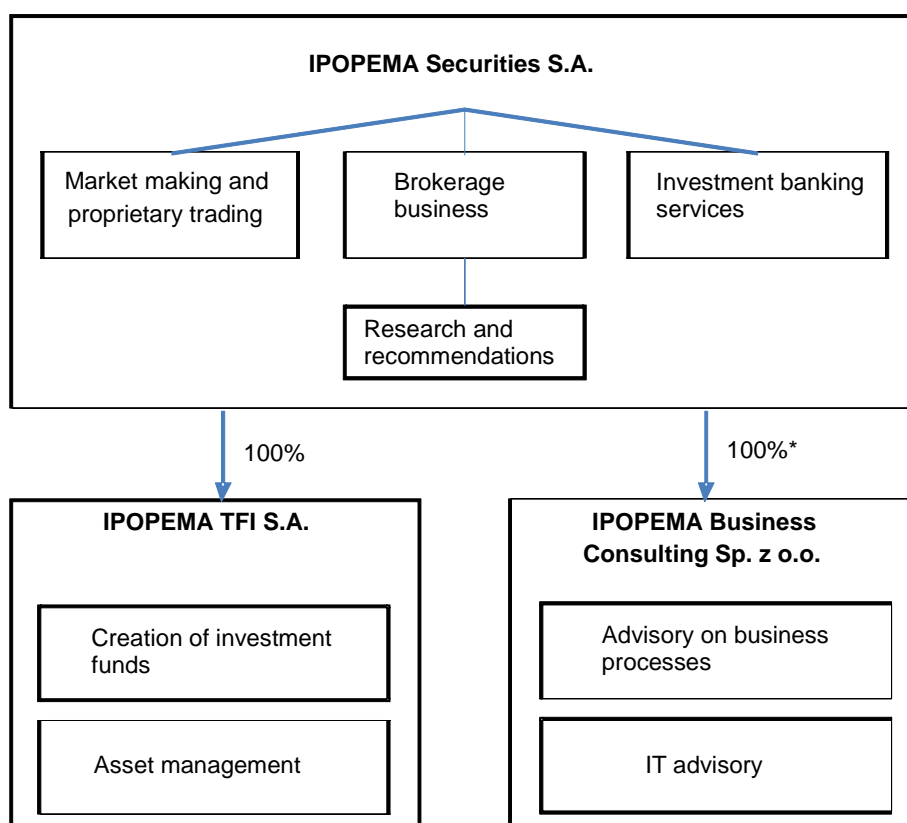 IPOPEMA Securities S.A.
Market making and
proprietary trading
Brokerage
business
Investment banking
services
Research and
recommendations
100%
100%*
IPOPEMA TFI S.A.
Creation of investment
funds
Asset management
IPOPEMA Business
Consulting Sp. z o.o.
Advisory on business
processes
IT advisory